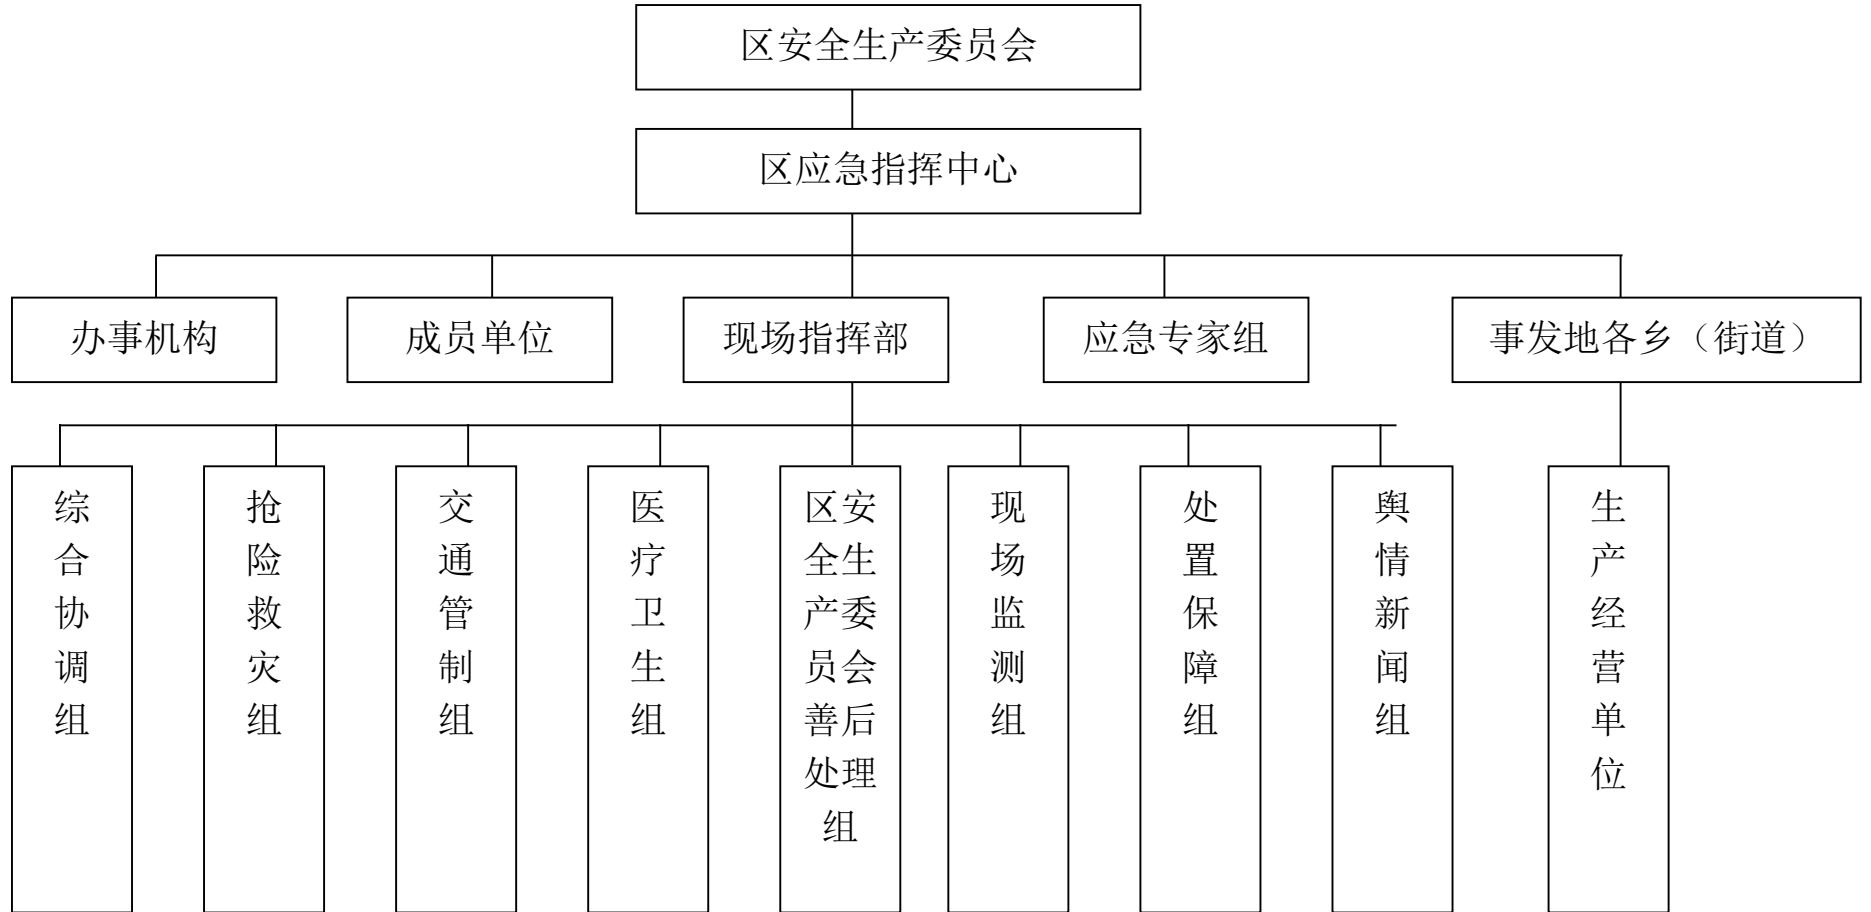 区安全生产委员会
区应急指挥中心
办事机构
成员单位
现场指挥部
应急专家组
事发地各乡（街道）
综合协调组
抢险救灾组
交通管制组
医疗卫生组
区安
全生
产委
员会
善后
处理
组
现场监测组
处置保障组
舆情新闻组
生产经营单位